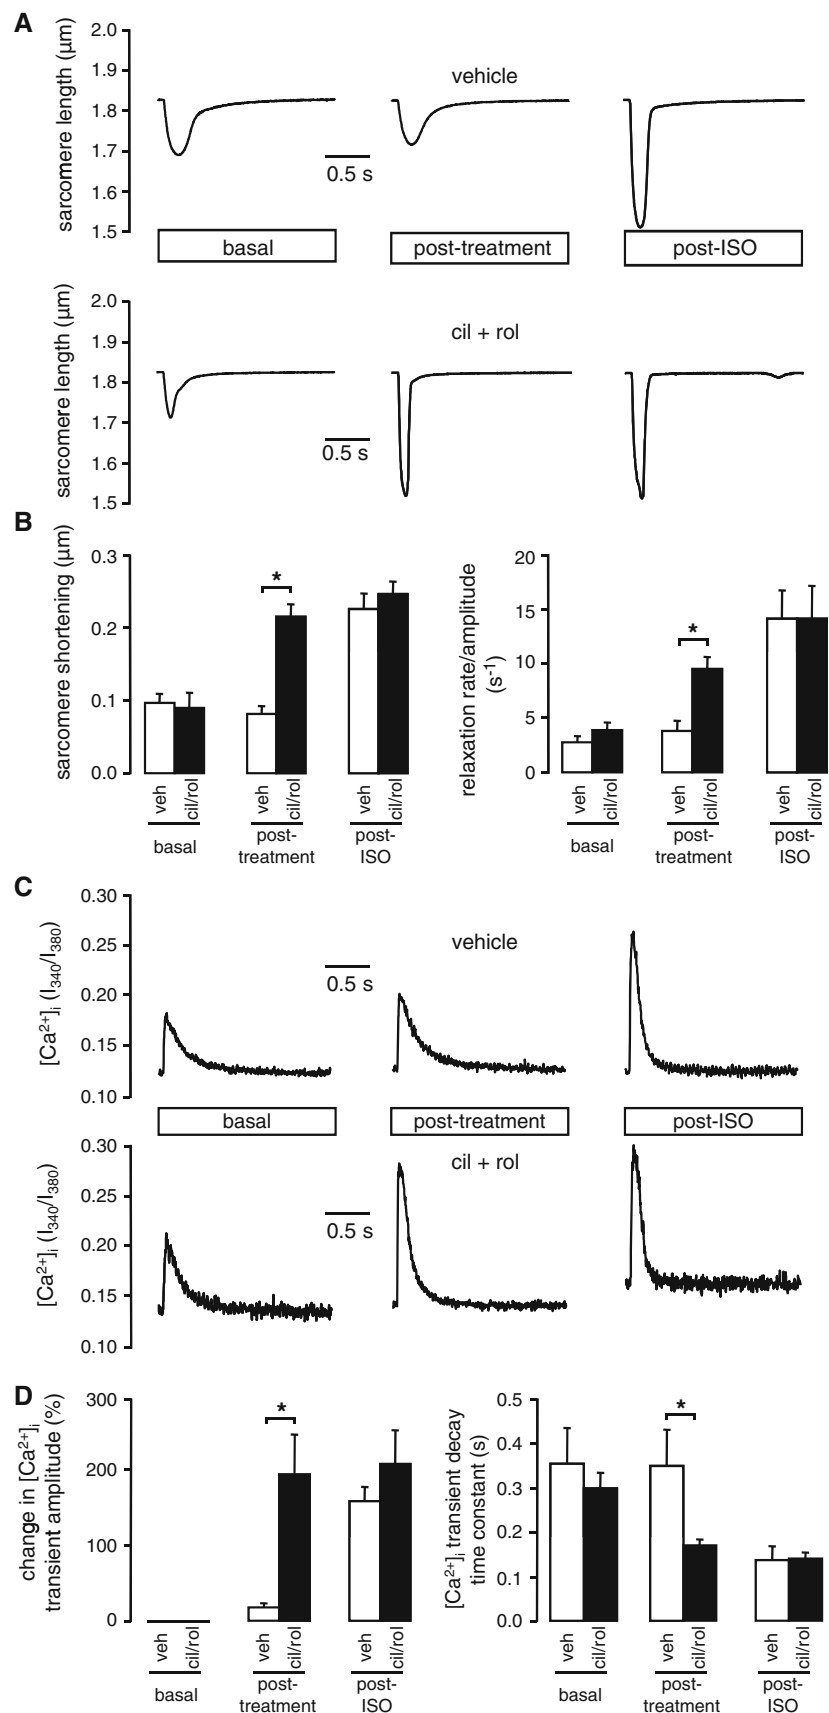 A
sarcomere length (µm)
2.0
1.9
1.8
1.7
1.6
1.5
vehicle
0.5 s
basal
post-treatment
post-ISO
sarcomere length (µm)
2.0
1.9
1.8
1.7
1.6
1.5
cil + rol
0.5 s
B
sarcomere shortening (µm)
0.3
0.2
0.1
0.0
*
veh
cil/rol
veh
cil/rol
veh
cil/rol
basal
post-
treatment
post-
ISO
relaxation rate/amplitude
(s-1)
20
15
10
5
0
*
veh
cil/rol
veh
cil/rol
veh
cil/rol
basal
post-
treatment
post-
ISO
C
[Ca2+]i (I340/I380)
0.30
0.25
0.20
0.15
0.10
vehicle
0.5 s
basal
post-treatment
post-ISO
[Ca2+]i (I340/I380)
0.30
0.25
0.20
0.15
0.10
cil + rol
0.5 s
D
change in [Ca2+]i
transient amplitude (%)
300
200
100
0
*
veh
cil/rol
veh
cil/rol
veh
cil/rol
basal
post-
treatment
post-
ISO
[Ca2+]i transient decay
time constant (s)
0.5
0.4
0.3
0.2
0.1
0.0
*
veh
cil/rol
veh
cil/rol
veh
cil/rol
basal
post-
treatment
post-
ISO